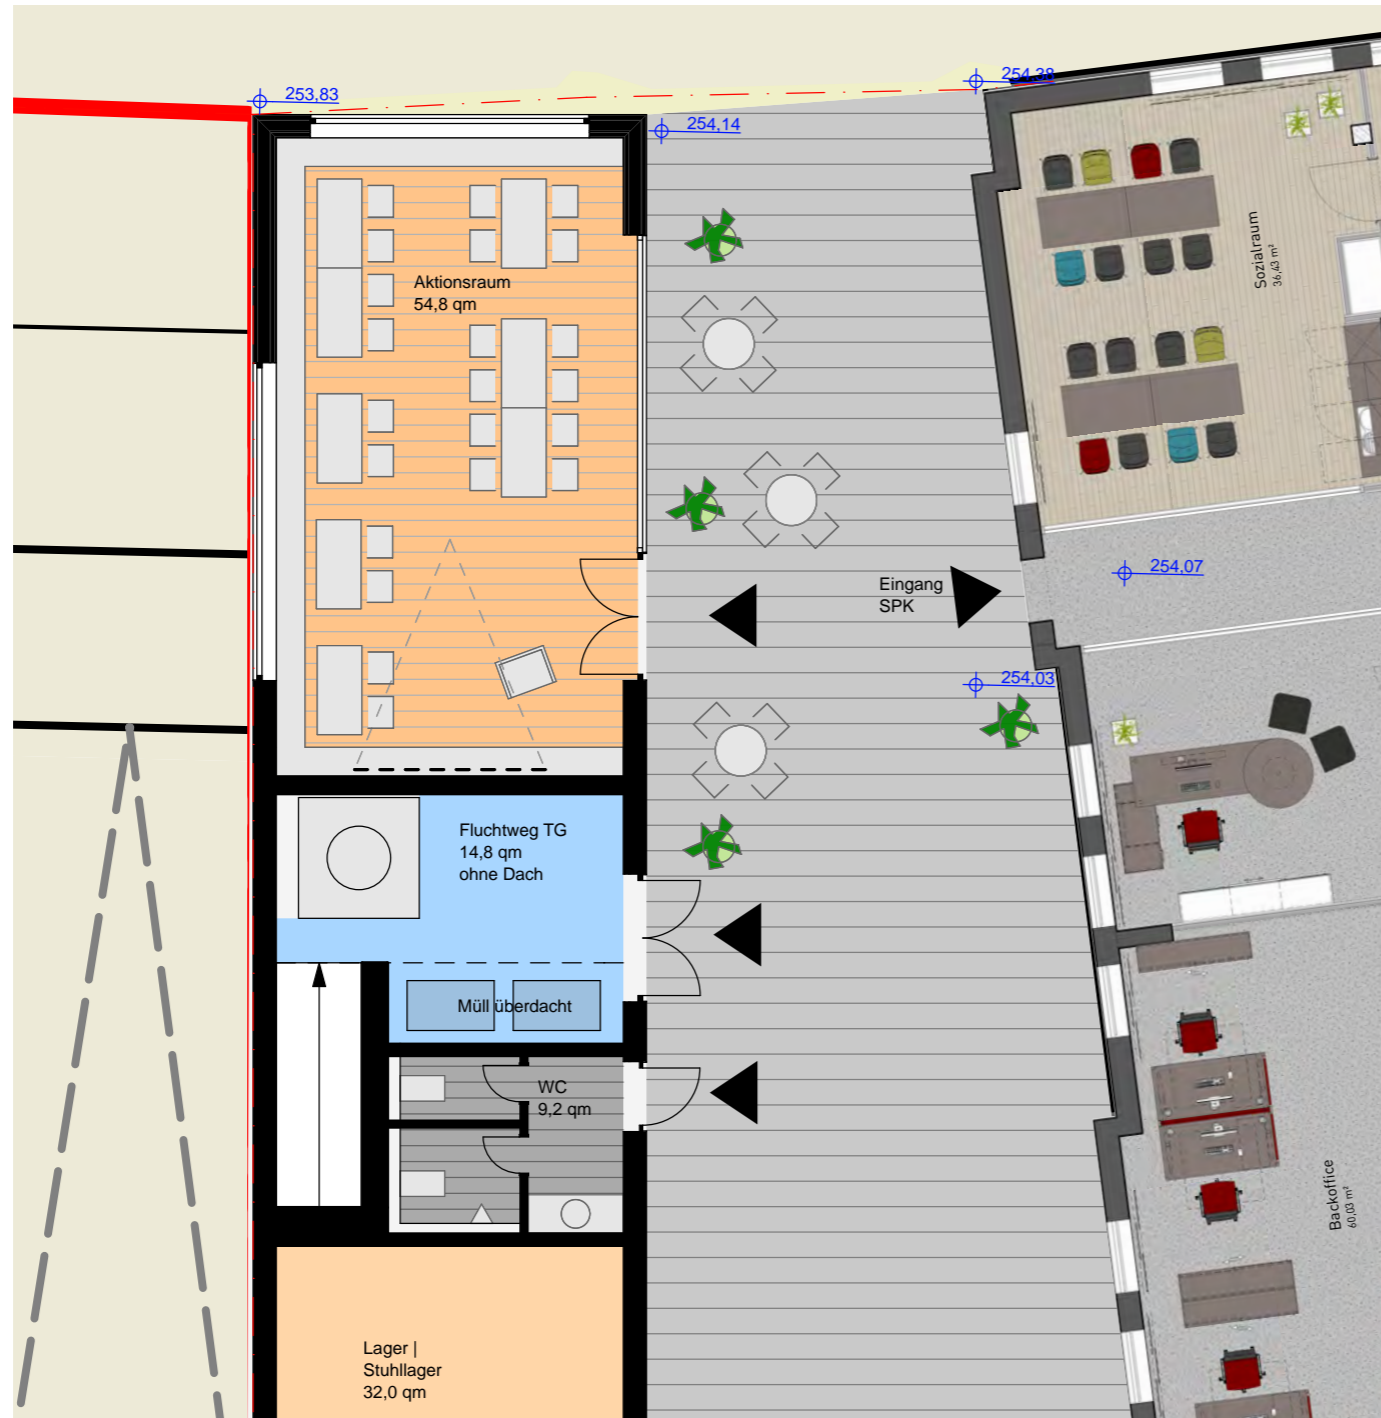 253,83
254,38
254,14
Aktionsraum
54,8 qm
Sozialraum
36,43 m²
Eingang
SPK
254,07
254,03
Fluchtweg TG
14,8 qm
ohne Dach
Müll überdacht
WC
9,2 qm
Backoffice
60,03 m²
Lager |
Stuhllager
32,0 qm